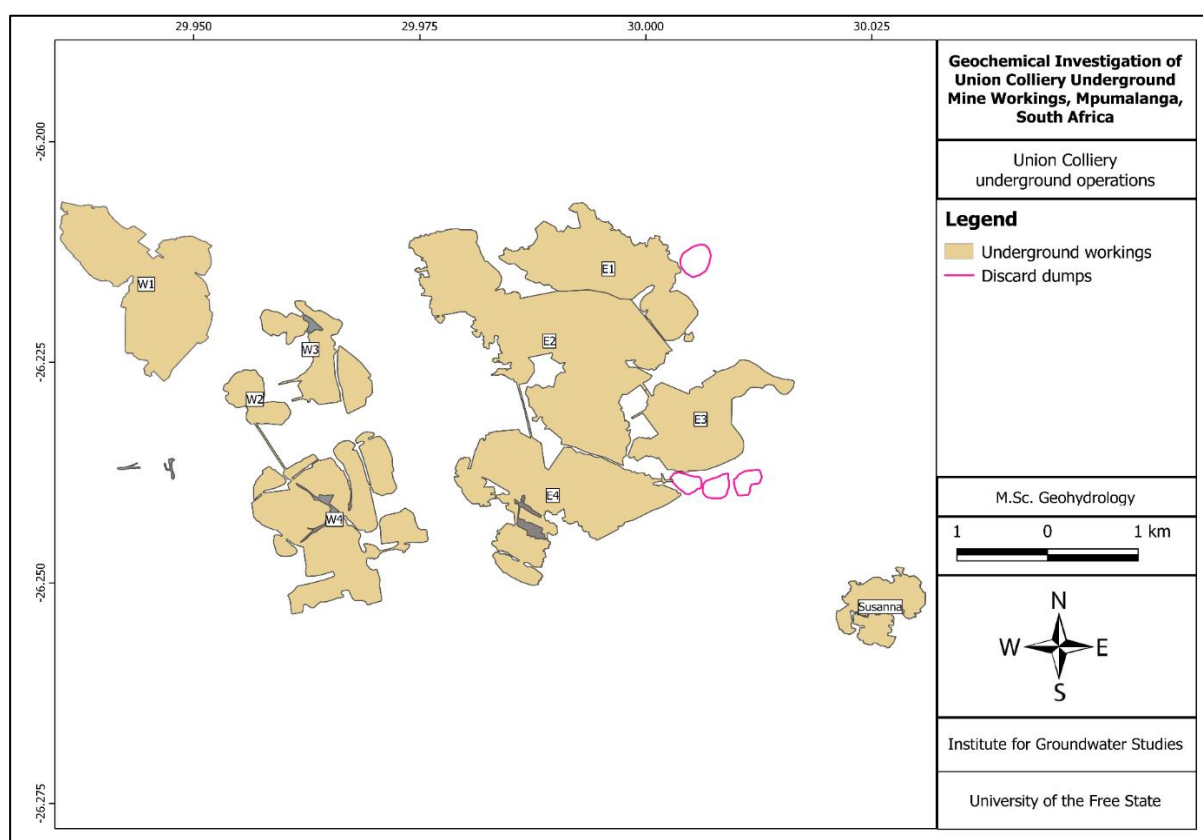 29.950 29.975 30.000 30.025
-26.200
-26.225
-26.250
-26.275
W1
W3
W2
W4
E1
E2
E3
E4
Susanna
Geochemical Investigation of
Union Colliery Underground
Mine Workings, Mpumalanga,
South Africa
Union Colliery
underground operations
Legend
Underground workings
Discard dumps
M.Sc. Geohydrology
1 0 1 km
N
W E
S
Institute for Groundwater Studies
University of the Free State